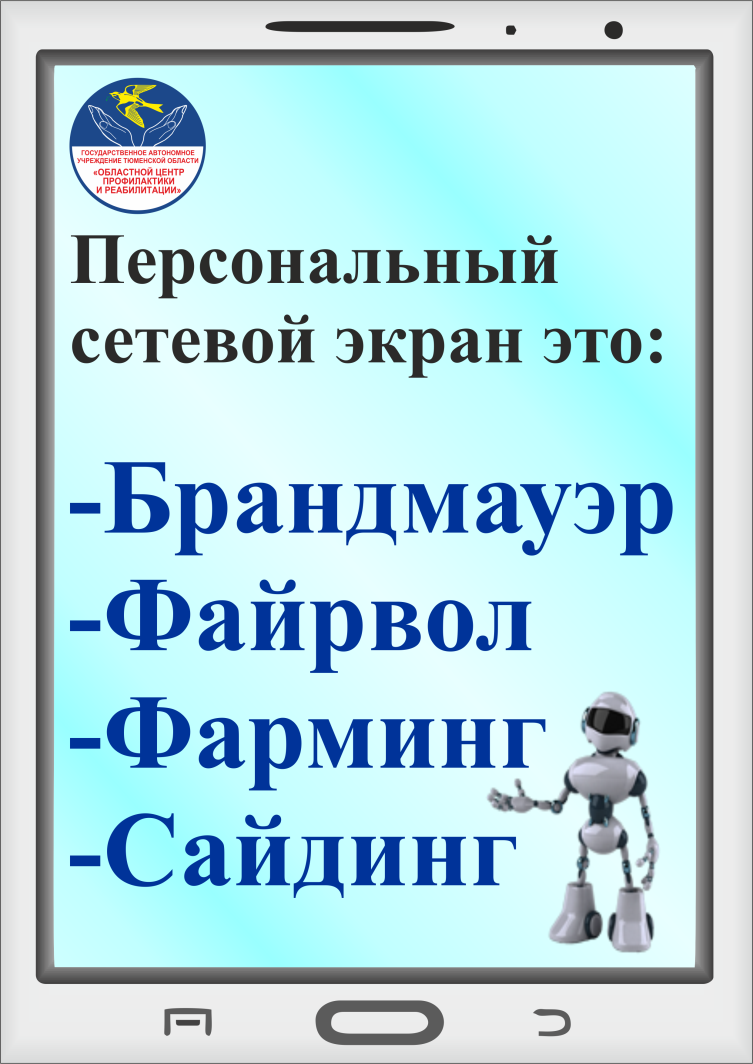 ГОСУДАРСТВЕННОЕ АВТОНОМНОЕ
УЧРЕЖДЕНИЕ ТЮМЕНСКОЙ ОБЛАСТИ
«ОБЛАСТНОЙ ЦЕНТР
ПРОФИЛАКТИКИ
И РЕАБИЛИТАЦИИ»
Персональный
сетевой экран это:
-Брандмауэр
-Файрвол
-Фарминг
-Сайдинг